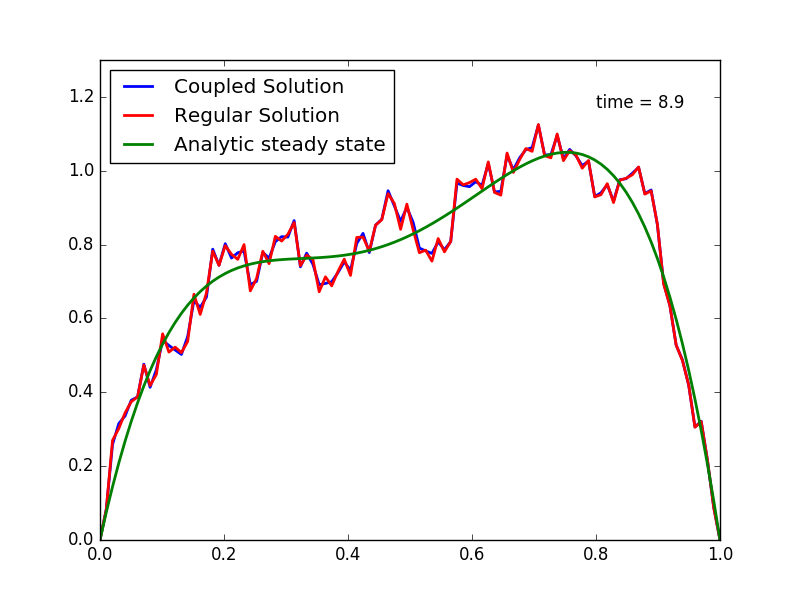 Coupled Solution
Regular Solution
Analytic steady state
time = 8.9
1.2
1.0
0.8
0.6
0.4
0.2
0.0
0.0 0.2 0.4 0.6 0.8 1.0